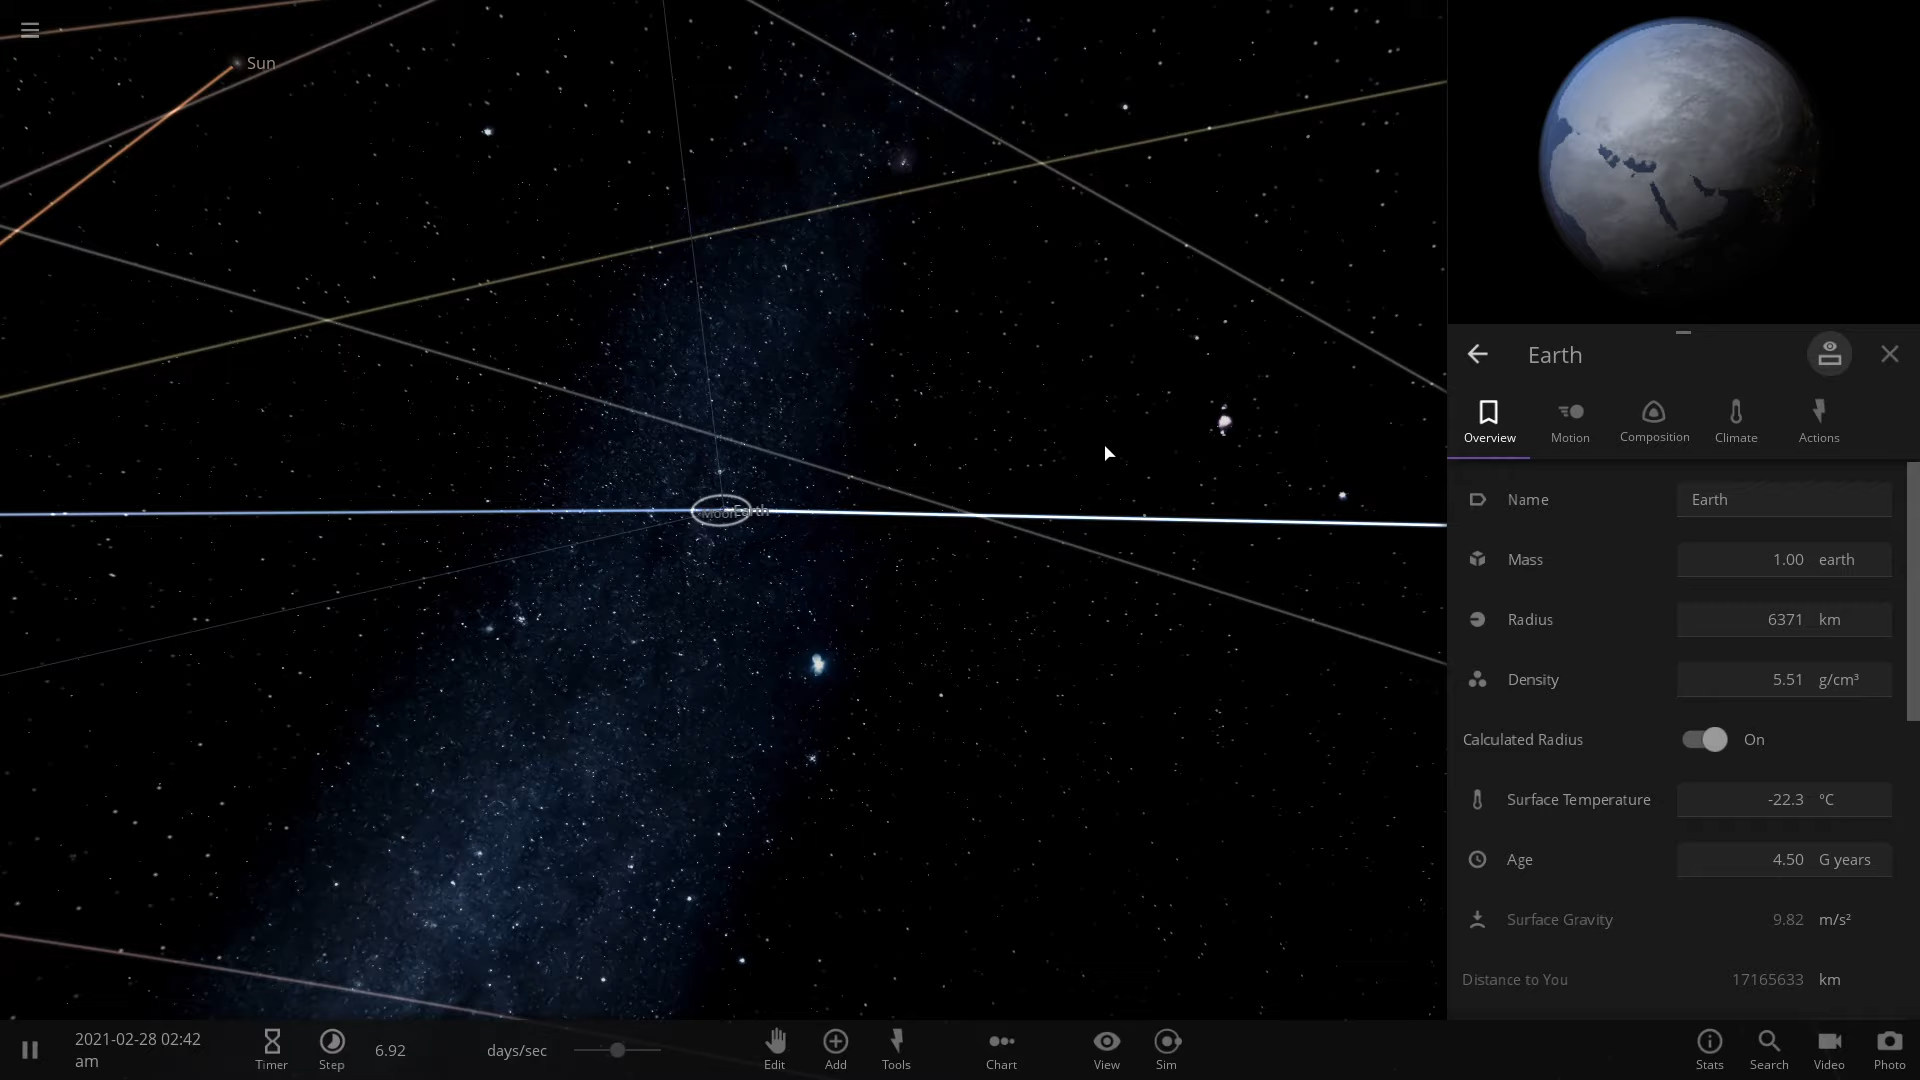 Sun
Moon
Earth
Earth
Overview
Motion
Composition
Climate
Actions
Name
Earth
Mass
1.00 earth
Radius
6371 km
Density
5.51 g/cm³
Calculated Radius
On
Surface Temperature
-22.3 °C
Age
4.50 G years
Surface Gravity
9.82 m/s²
Distance to You
17165633 km
2021-02-28 02:42
am
Timer
Step
6.92
days/sec
Edit
Add
Tools
Chart
View
Sim
Stats
Search
Video
Photo